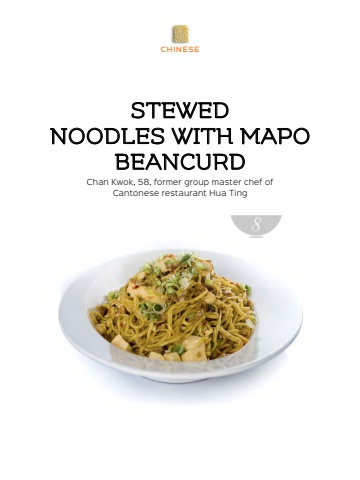 CHINESE
STEWED
NOODLES WITH MAPO
BEANCURD
Chan Kwok, 58, former group master chef of
Cantonese restaurant Hua Ting
8